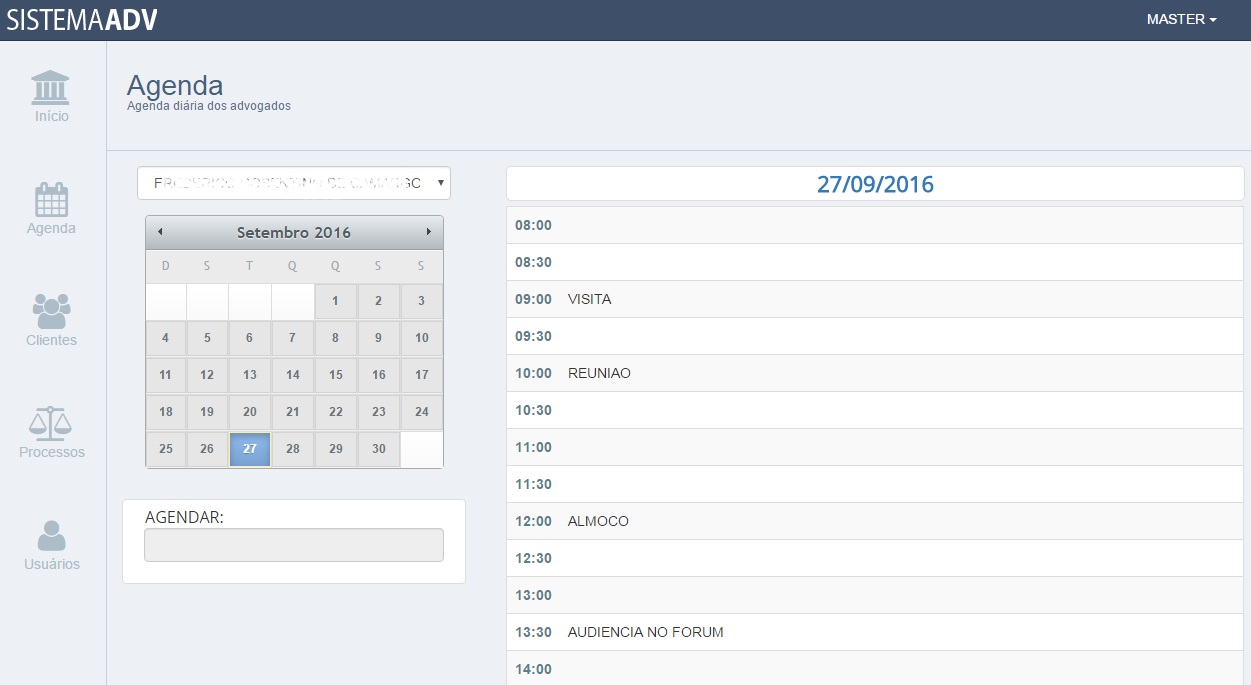 SISTEMAADV
MASTER
Início
Agenda
Clientes
Processos
Usuários
Agenda
Agenda diária dos advogados
Setembro 2016
D S T Q Q S S
1 2 3
4 5 6 7 8 9 10
11 12 13 14 15 16 17
18 19 20 21 22 23 24
25 26 27 28 29 30
AGENDAR:
27/09/2016
08:00
08:30
09:00 VISITA
09:30
10:00 REUNIAO
10:30
11:00
11:30
12:00 ALMOCO
12:30
13:00
13:30 AUDIENCIA NO FORUM
14:00